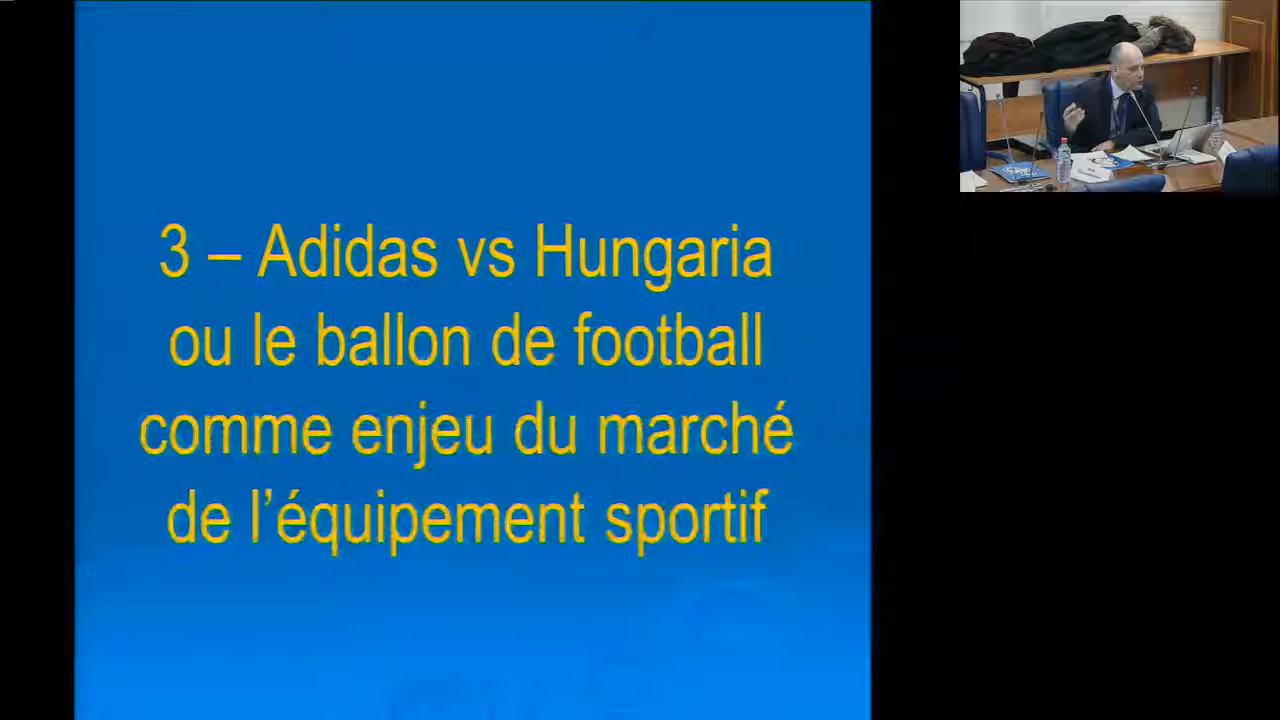 3 – Adidas vs Hungaria
ou le ballon de football
comme enjeu du marché
de l’équipement sportif